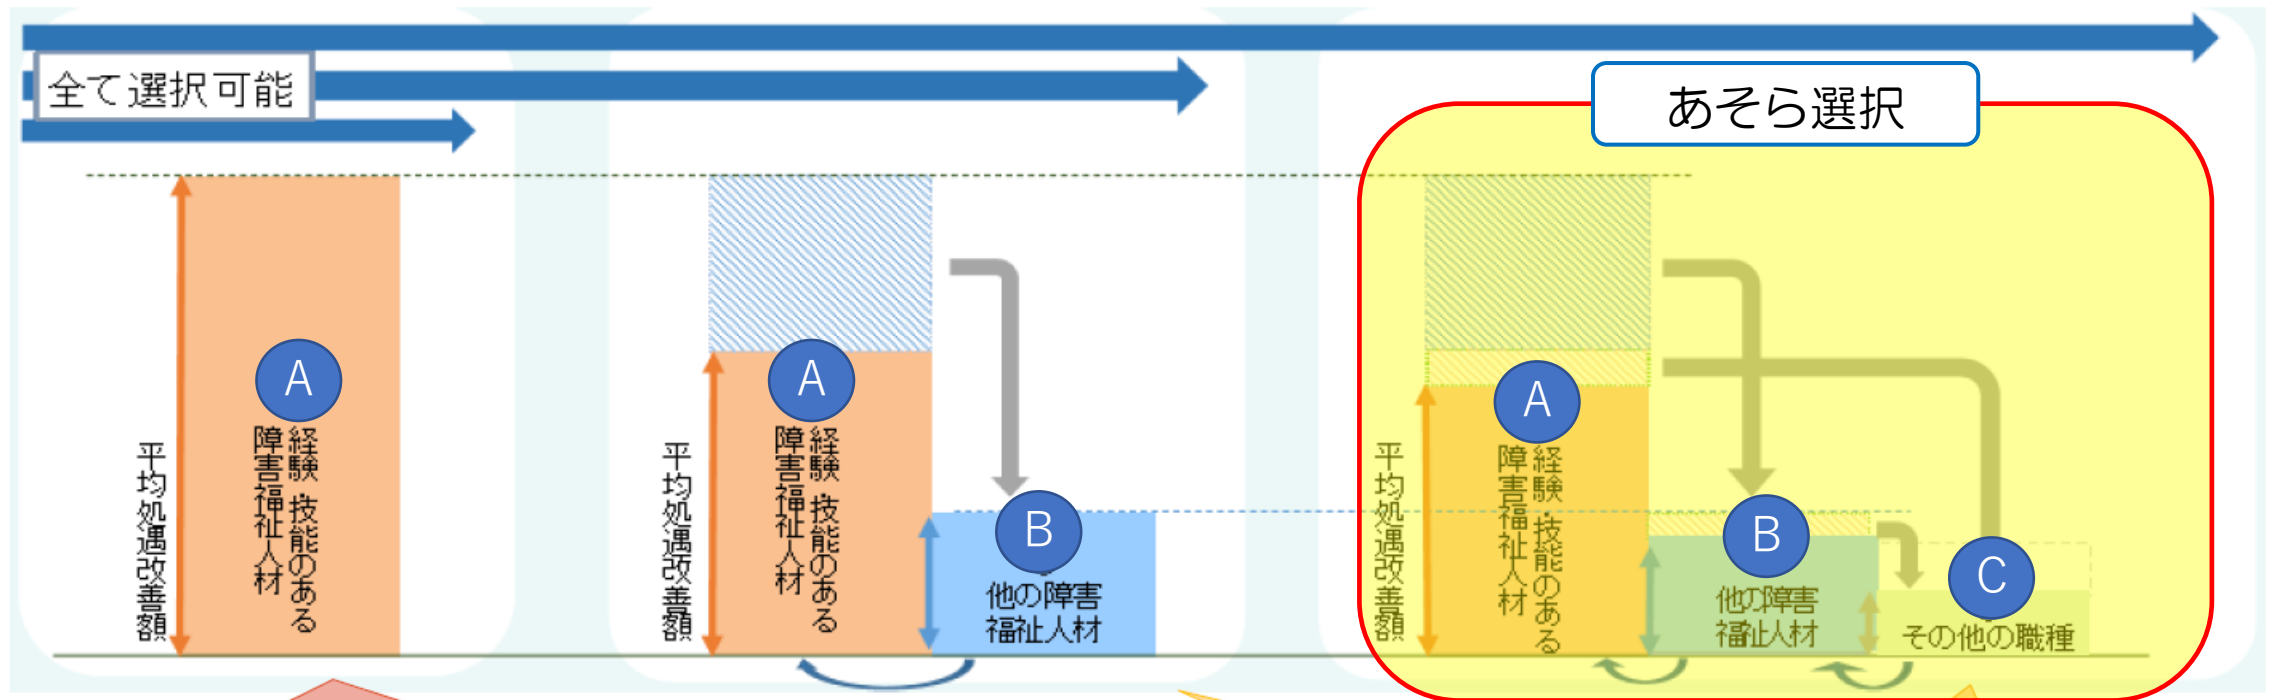 全て選択可能
あそら選択
平均処遇改善額
A
経験・技能のある
障害福祉人材
平均処遇改善額
A
経験・技能のある
障害福祉人材
B
他の障害
福祉人材
平均処遇改善額
A
経験・技能のある
障害福祉人材
B
他の障害
福祉人材
C
その他の職種